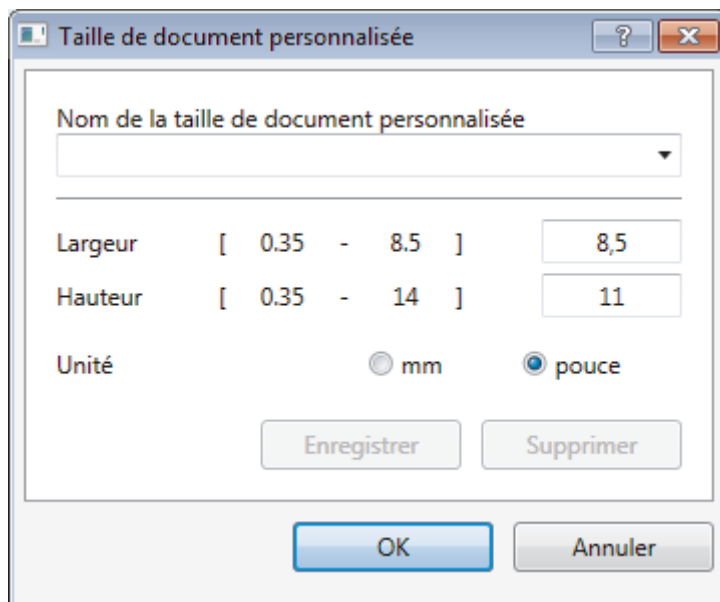 Taille de document personnalisée
Nom de la taille de document personnalisée
Largeur [ 0.35 - 8.5 ] 8,5
Hauteur [ 0.35 - 14 ] 11
Unité mm pouce
Enregistrer Supprimer
OK Annuler